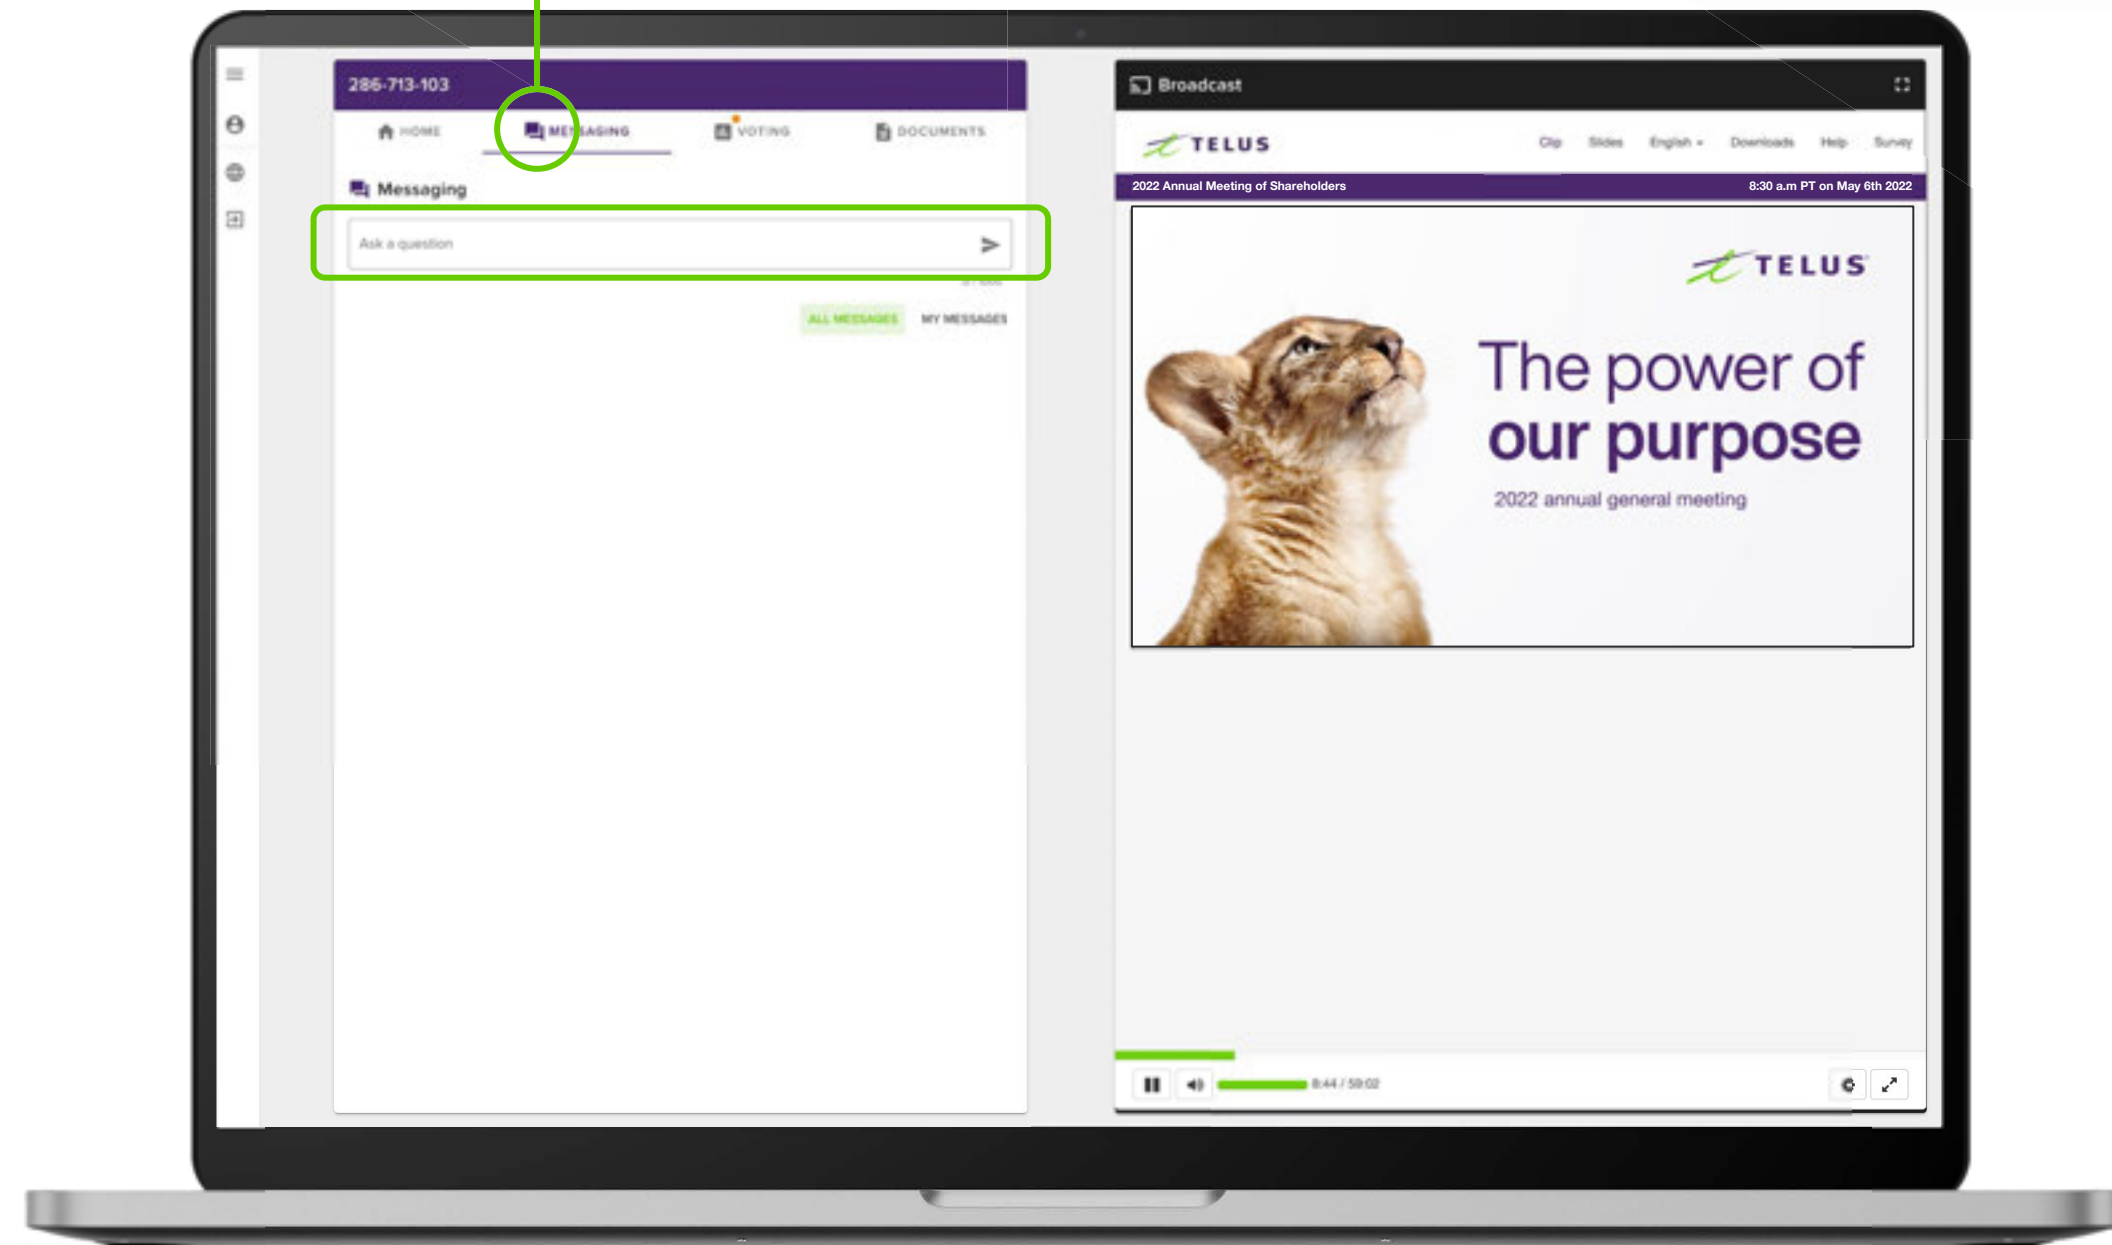 286-713-103
HOME
MESSAGING
VOTING
DOCUMENTS
Messaging
Ask a question
ALL MESSAGES
MY MESSAGES
Broadcast
TELUS
Clip
Slides
English
Downloads
Help
Survey
2022 Annual Meeting of Shareholders
8:30 a.m PT on May 6th 2022
TELUS
The power of
our purpose
2022 annual general meeting
8:44 / 59:02